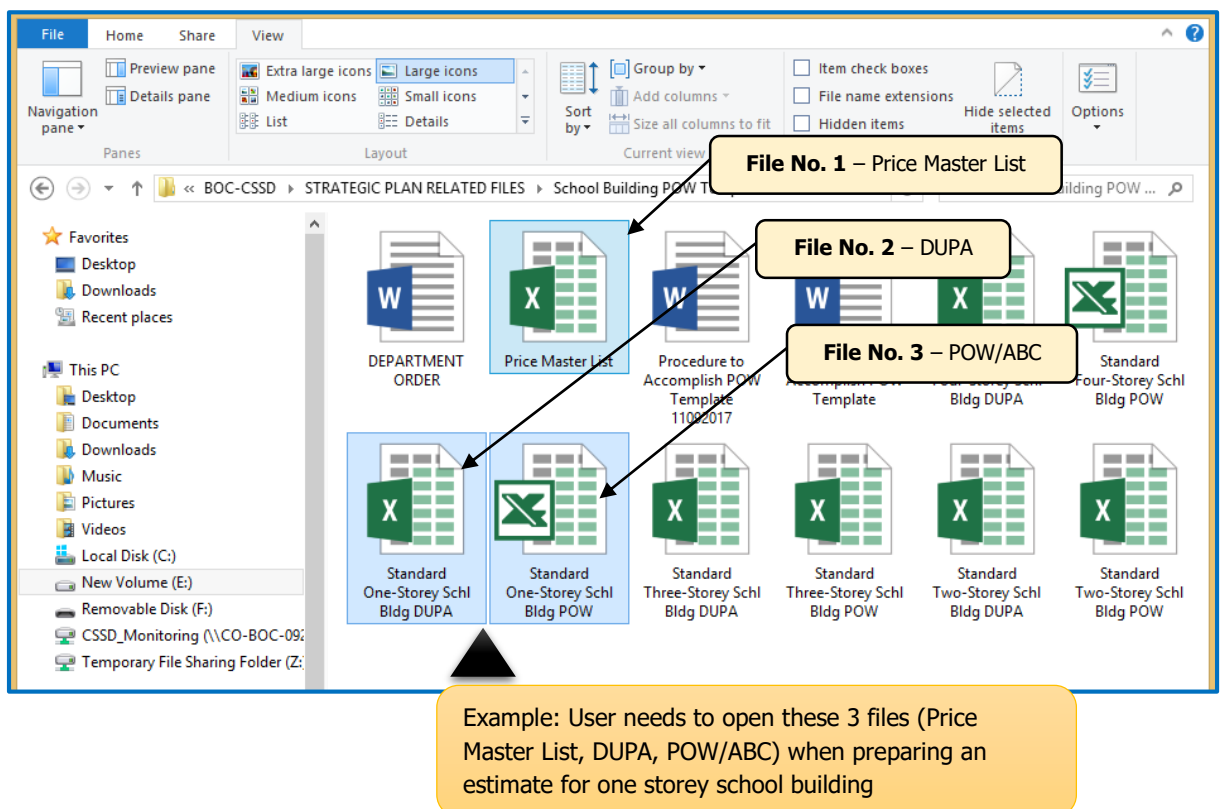 File Home Share View
Preview pane
Details pane
Navigation
pane
Panes
Extra large icons Large icons
Medium icons Small icons
List Details
Layout
Sort
by
Group by
Add columns
Size all columns to fit
Current view
Item check boxes
File name extensions
Hidden items
Hide selected
items
Options
File No. 1 – Price Master List
« BOC-CSSD STRATEGIC PLAN RELATED FILES School Building POW
ilding POW ...
File No. 2 – DUPA
File No. 3 – POW/ABC
Favorites
Desktop
Downloads
Recent places
This PC
Desktop
Documents
Downloads
Music
Pictures
Videos
Local Disk (C:)
New Volume (E:)
Removable Disk (F:)
CSSD_Monitoring (\\CO-BOC-092
Temporary File Sharing Folder (Z:
DEPARTMENT
ORDER
Price Master List
Procedure to
Accomplish POW
Template
11092017
Template
Bldg DUPA
Standard
Four-Storey Schl
Bldg POW
Standard
One-Storey Schl
Bldg DUPA
Standard
One-Storey Schl
Bldg POW
Standard
Three-Storey Schl
Bldg DUPA
Standard
Three-Storey Schl
Bldg POW
Standard
Two-Storey Schl
Bldg DUPA
Standard
Two-Storey Schl
Bldg POW
Example: User needs to open these 3 files (Price
Master List, DUPA, POW/ABC) when preparing an
estimate for one storey school building